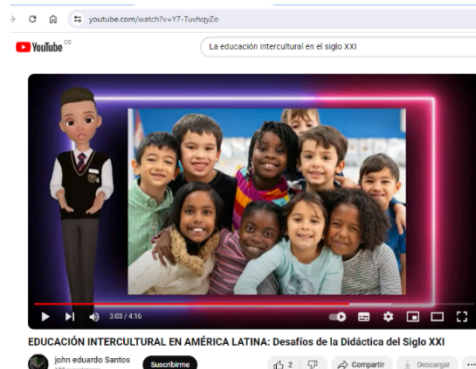 youtube.com/watch?v=Y7-TuvhqyZo
YouTube CO
La educación intercultural en el siglo XXI
3:03 / 4:16
EDUCACIÓN INTERCULTURAL EN AMÉRICA LATINA: Desafíos de la Didáctica del Siglo XXI
john eduardo Santos
Suscribirme
2
Compartir
Descargar